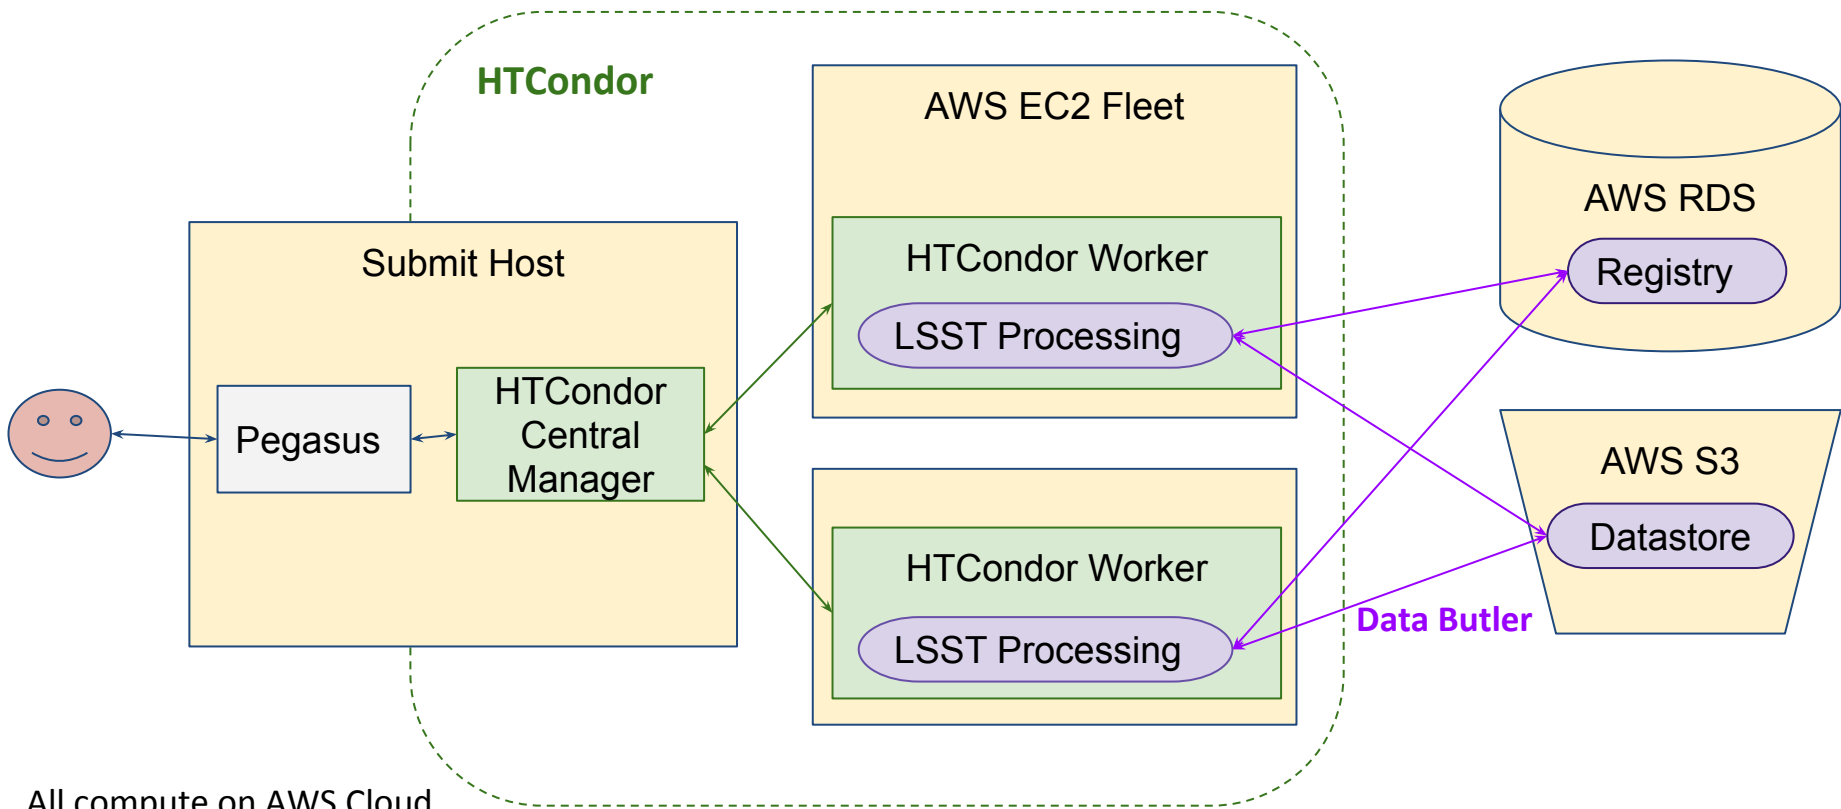 HTCondor
AWS EC2 Fleet
AWS RDS
Registry
Submit Host
HTCondor Worker
LSST Processing
Pegasus
HTCondor
Central
Manager
AWS S3
Datastore
HTCondor Worker
LSST Processing
Data Butler
All compute on AWS Cloud